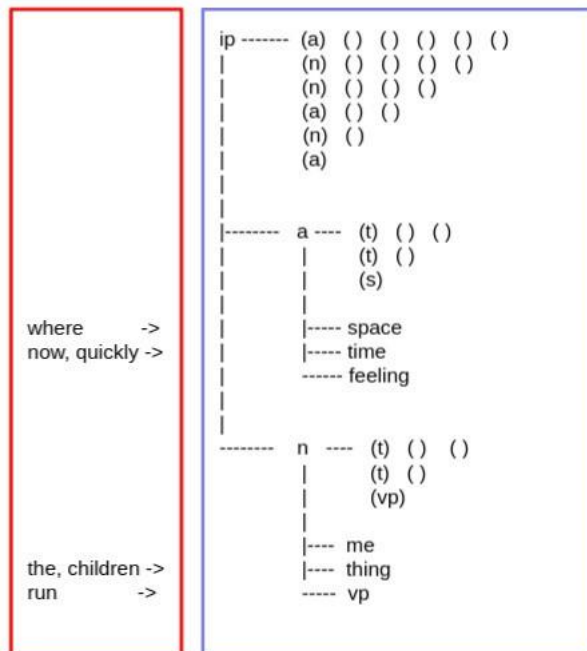 ip ------- (a) ( ) ( ) ( ) ( ) ( )
(n) ( ) ( ) ( ) ( )
(n) ( ) ( ) ( )
(a) ( ) ( )
(n) ( )
(a)
|-------- a ---- (t) ( ) ( )
(t) ( )
(s)
where -> |----- space
now, quickly -> |----- time
------ feeling
-------- n ---- (t) ( ) ( )
(t) ( )
(vp)
|---- me
the, children -> |---- thing
run -> ----- vp